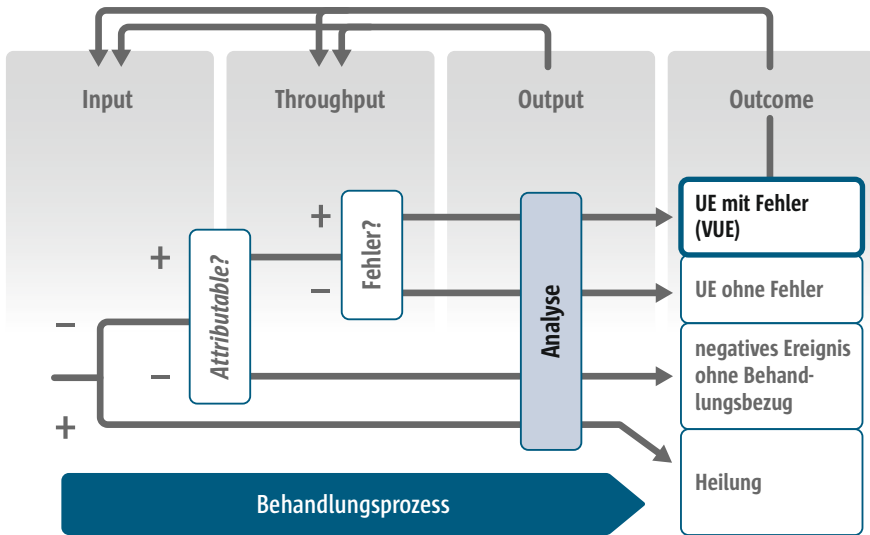 Input
Throughput
Output
Outcome
+
Attributable?
−
+
Fehler?
−
Analyse
UE mit Fehler
(VUE)
UE ohne Fehler
negatives Ereignis
ohne Behand-
lungsbezug
Heilung
−
+
Behandlungsprozess